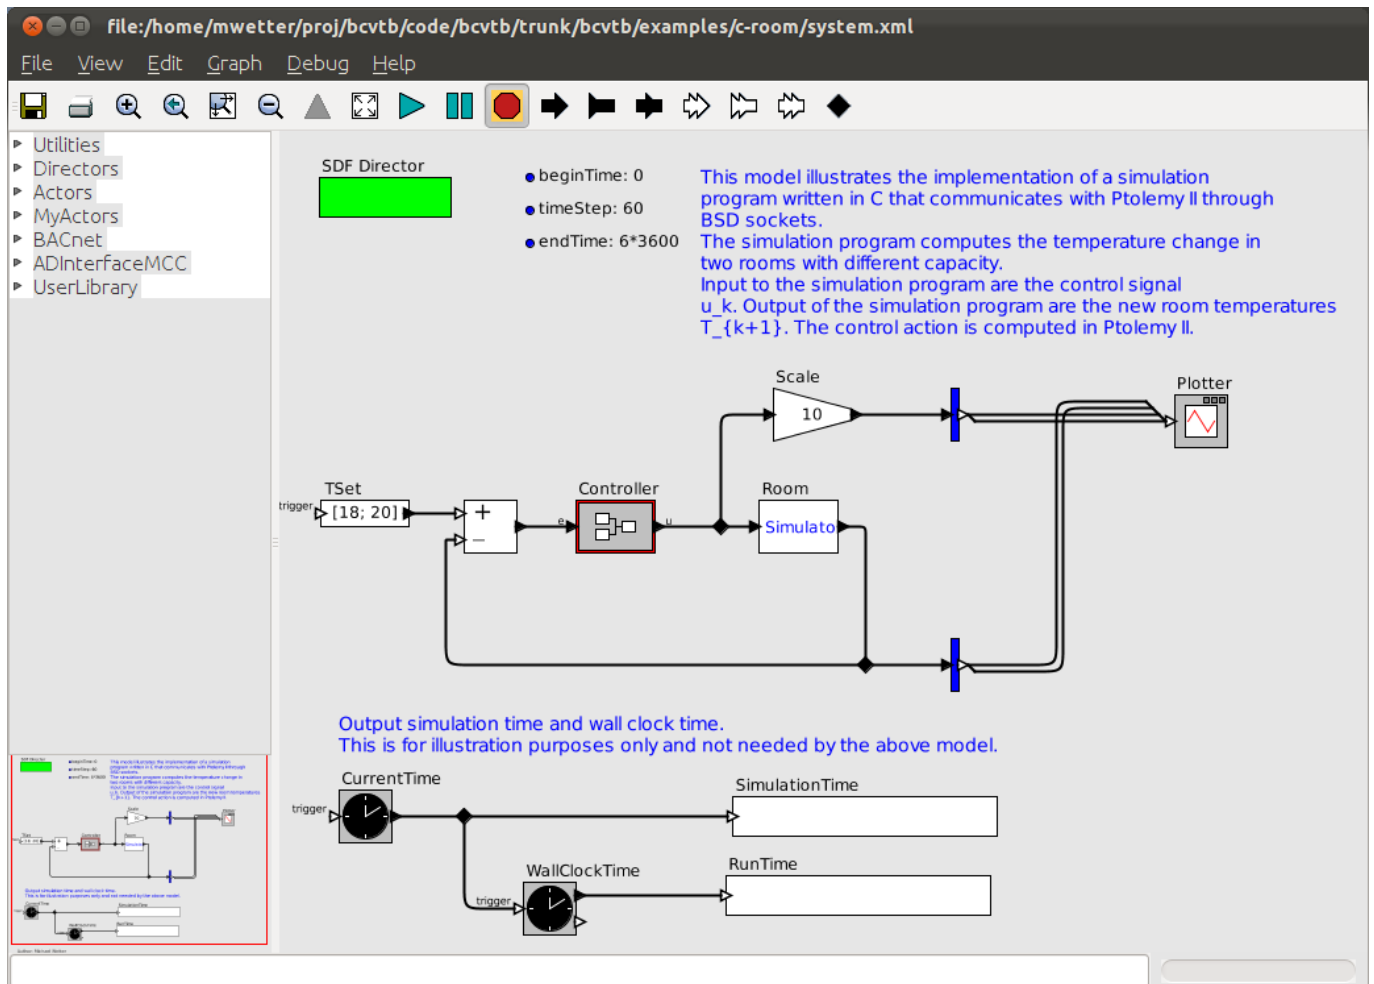 file:/home/mwetter/proj/bcvtb/code/bcvtb/trunk/bcvtb/examples/c-room/system.xml
File View Edit Graph Debug Help
Utilities
Directors
Actors
MyActors
BACnet
ADInterfaceMCC
UserLibrary
SDF Director
beginTime: 0
timeStep: 60
endTime: 6*3600
This model illustrates the implementation of a simulation
program written in C that communicates with Ptolemy II through
BSD sockets.
The simulation program computes the temperature change in
two rooms with different capacity.
Input to the simulation program are the control signal
u_k. Output of the simulation program are the new room temperatures
T_{k+1}. The control action is computed in Ptolemy II.
Scale
10
Plotter
TSet
trigger
[18; 20]
+
−
e
Controller
u
Room
Simulato
Output simulation time and wall clock time.
This is for illustration purposes only and not needed by the above model.
CurrentTime
trigger
SimulationTime
WallClockTime
trigger
RunTime